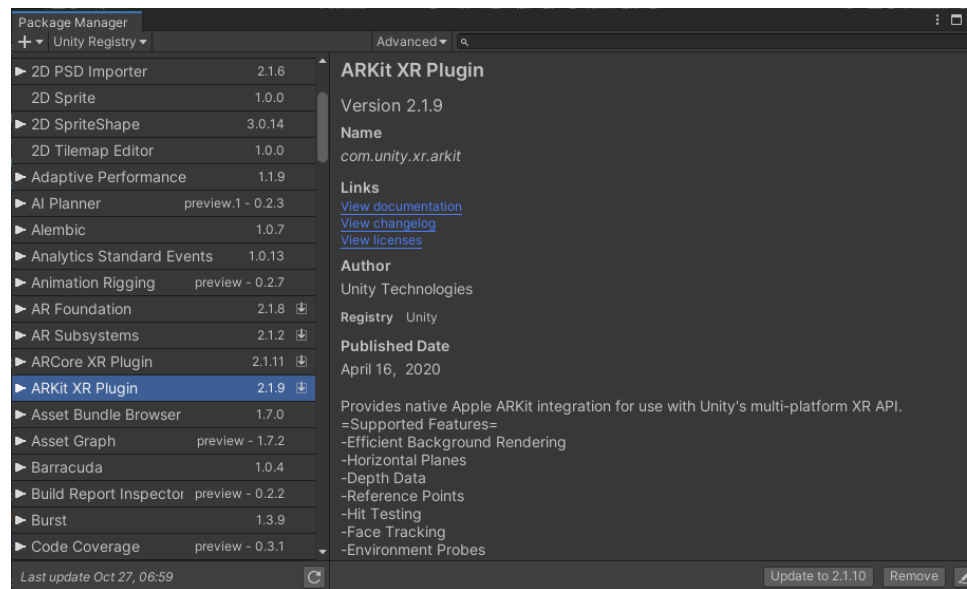 Package Manager
Unity Registry
Advanced
2D PSD Importer 2.1.6
2D Sprite 1.0.0
2D SpriteShape 3.0.14
2D Tilemap Editor 1.0.0
Adaptive Performance 1.1.9
AI Planner preview.1 - 0.2.3
Alembic 1.0.7
Analytics Standard Events 1.0.13
Animation Rigging preview - 0.2.7
AR Foundation 2.1.8
AR Subsystems 2.1.2
ARCore XR Plugin 2.1.11
ARKit XR Plugin 2.1.9
Asset Bundle Browser 1.7.0
Asset Graph preview - 1.7.2
Barracuda 1.0.4
Build Report Inspector preview - 0.2.2
Burst 1.3.9
Code Coverage preview - 0.3.1
Last update Oct 27, 06:59
ARKit XR Plugin
Version 2.1.9
Name
com.unity.xr.arkit
Links
View documentation
View changelog
View licenses
Author
Unity Technologies
Registry Unity
Published Date
April 16, 2020
Provides native Apple ARKit integration for use with Unity's multi-platform XR API.
=Supported Features=
-Efficient Background Rendering
-Horizontal Planes
-Depth Data
-Reference Points
-Hit Testing
-Face Tracking
-Environment Probes
Update to 2.1.10
Remove